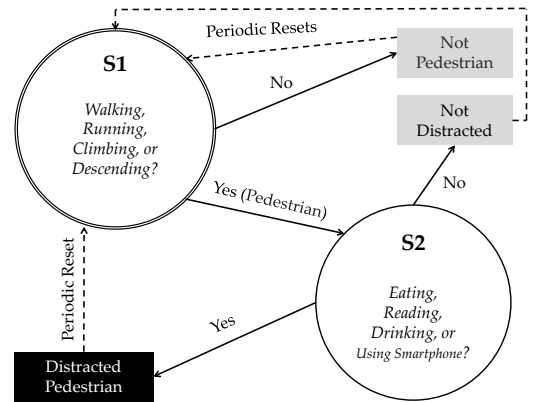 Periodic Resets
S1
Walking,
Running,
Climbing, or
Descending?
No
Not
Pedestrian
Not
Distracted
Yes (Pedestrian)
No
S2
Eating,
Reading,
Drinking, or
Using Smartphone?
Periodic Reset
Yes
Distracted
Pedestrian